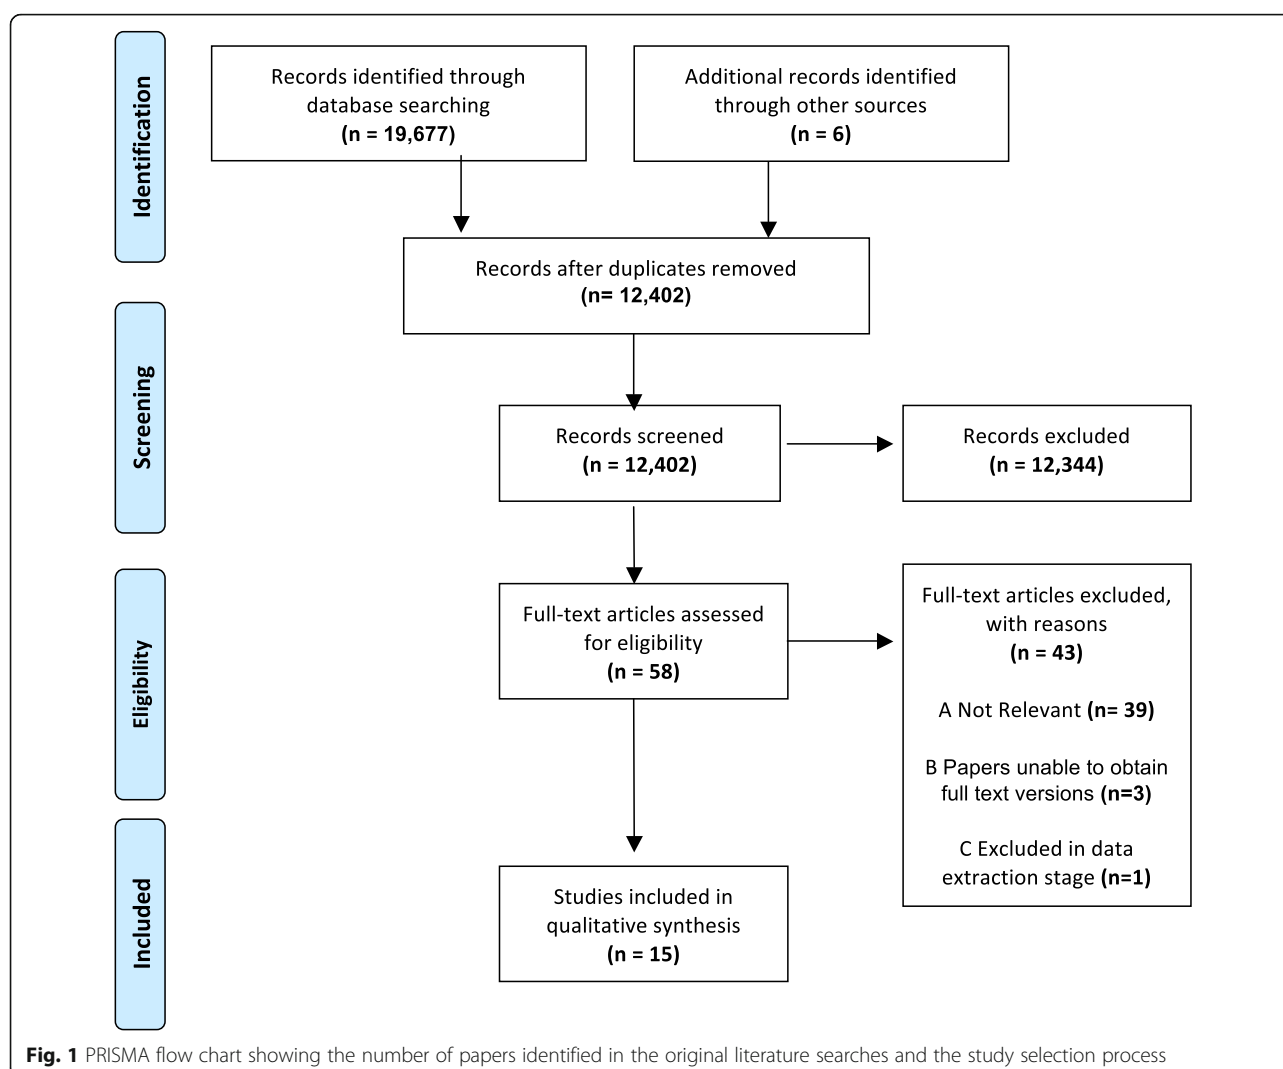 Identification
Records identified through
database searching
(n = 19,677)
Additional records identified
through other sources
(n = 6)
Records after duplicates removed
(n= 12,402)
Screening
Records screened
(n = 12,402)
Records excluded
(n = 12,344)
Eligibility
Full-text articles assessed
for eligibility
(n = 58)
Full-text articles excluded,
with reasons
(n = 43)
A Not Relevant (n= 39)
B Papers unable to obtain
full text versions (n=3)
C Excluded in data
extraction stage (n=1)
Included
Studies included in
qualitative synthesis
(n = 15)
Fig. 1 PRISMA flow chart showing the number of papers identified in the original literature searches and the study selection process